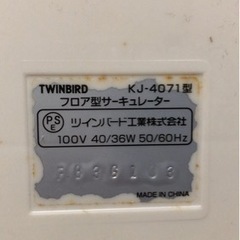 TWINBIRD KJ-4071型
フロア型サーキュレーター
PSE ツインバード工業株式会社
100V 40/36W 50/60Hz
MADE IN CHINA